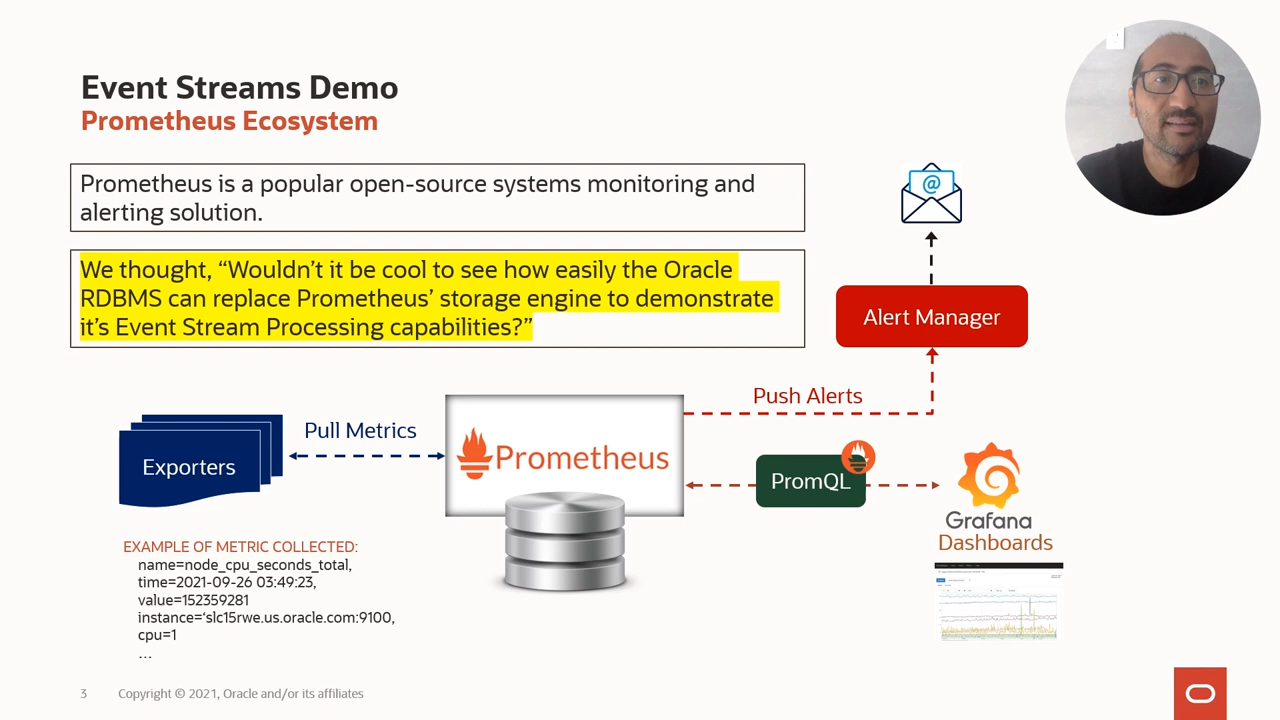 Event Streams Demo
Prometheus Ecosystem
Prometheus is a popular open-source systems monitoring and
alerting solution.
We thought, “Wouldn’t it be cool to see how easily the Oracle
RDBMS can replace Prometheus’ storage engine to demonstrate
it’s Event Stream Processing capabilities?”
@
Alert Manager
Push Alerts
Exporters
Pull Metrics
Prometheus
PromQL
Grafana
Dashboards
EXAMPLE OF METRIC COLLECTED:
name=node_cpu_seconds_total,
time=2021-09-26 03:49:23,
value=152359281
instance=‘slc15rwe.us.oracle.com:9100,
cpu=1
...
3 Copyright © 2021, Oracle and/or its affiliates